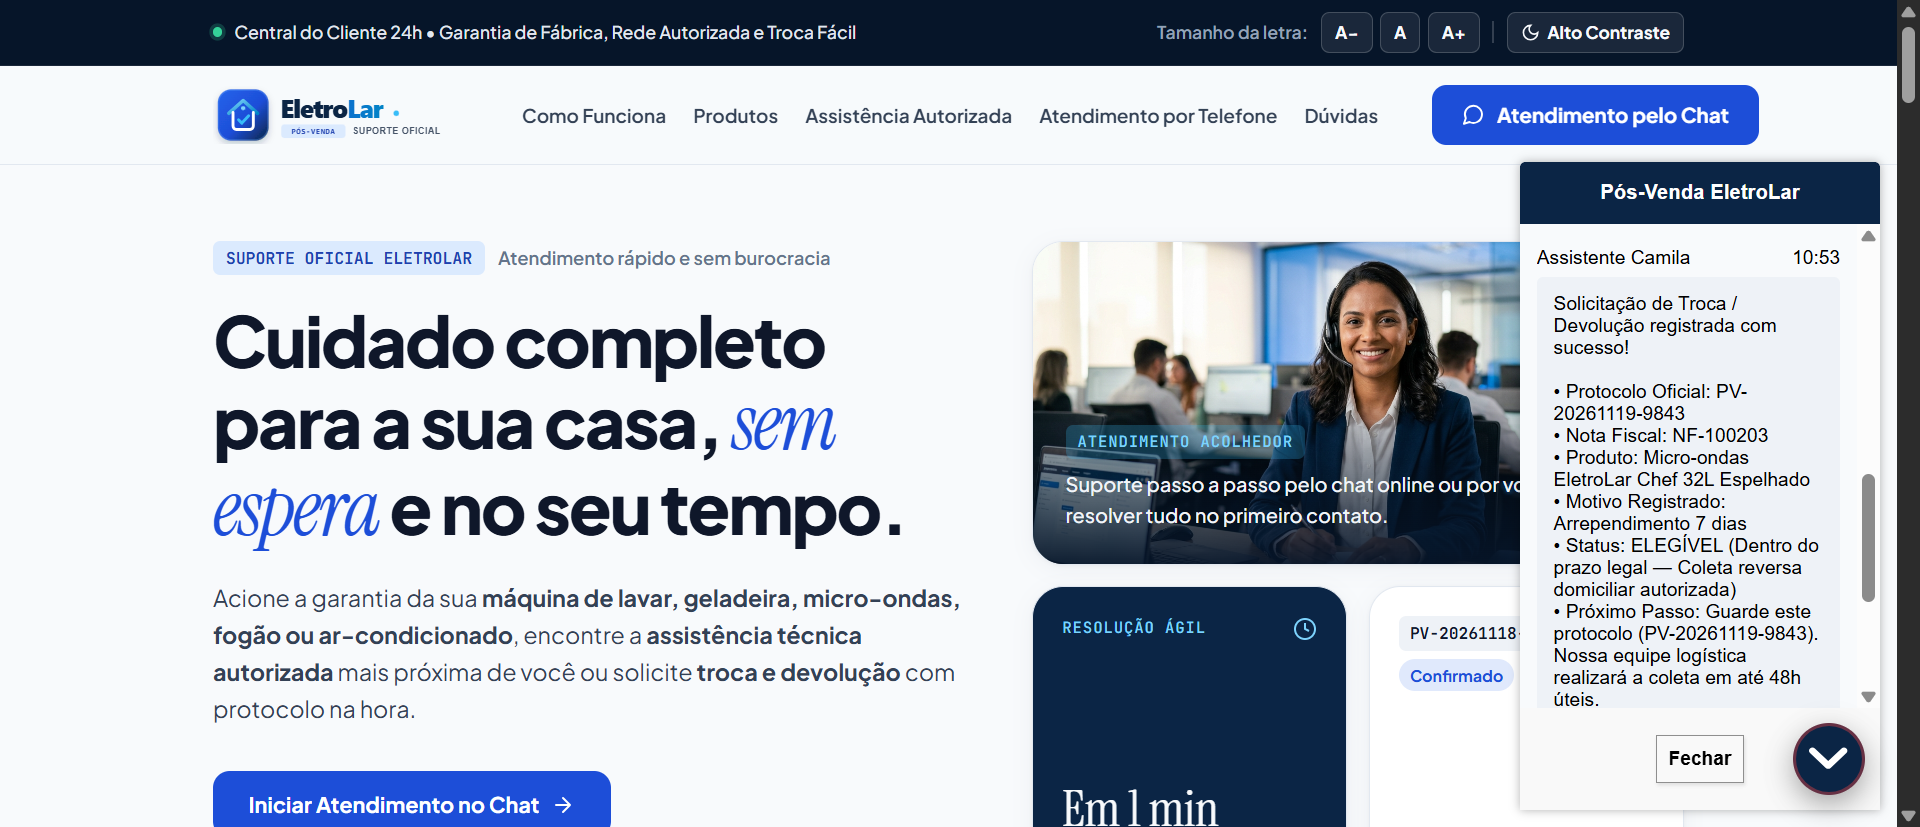 Central do Cliente 24h • Garantia de Fábrica, Rede Autorizada e Troca Fácil
Tamanho da letra:
A−
A
A+
Alto Contraste
EletroLar
PÓS-VENDA
SUPORTE OFICIAL
Como Funciona
Produtos
Assistência Autorizada
Atendimento por Telefone
Dúvidas
Atendimento pelo Chat
SUPORTE OFICIAL ELETROLAR
Atendimento rápido e sem burocracia
Cuidado completo
para a sua casa, sem
espera e no seu tempo.
Acione a garantia da sua máquina de lavar, geladeira, micro-ondas,
fogão ou ar-condicionado, encontre a assistência técnica
autorizada mais próxima de você ou solicite troca e devolução com
protocolo na hora.
Iniciar Atendimento no Chat
ATENDIMENTO ACOLHEDOR
Suporte passo a passo pelo chat online ou por vo
resolver tudo no primeiro contato.
RESOLUÇÃO ÁGIL
Em 1 min
PV-20261118-
Confirmado
Pós-Venda EletroLar
Assistente Camila
10:53
Solicitação de Troca /
Devolução registrada com
sucesso!
• Protocolo Oficial: PV-
20261119-9843
• Nota Fiscal: NF-100203
• Produto: Micro-ondas
EletroLar Chef 32L Espelhado
• Motivo Registrado:
Arrependimento 7 dias
• Status: ELEGÍVEL (Dentro do
prazo legal — Coleta reversa
domiciliar autorizada)
• Próximo Passo: Guarde este
protocolo (PV-20261119-9843).
Nossa equipe logística
realizará a coleta em até 48h
úteis.
Fechar